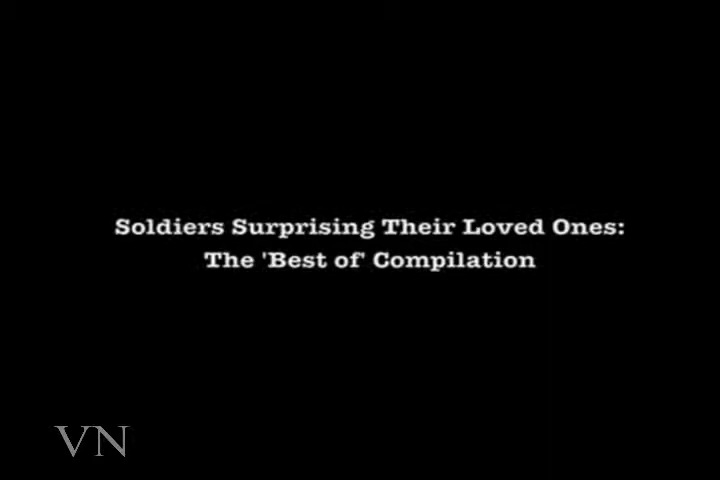 Soldiers Surprising Their Loved Ones:
The 'Best of' Compilation
VN